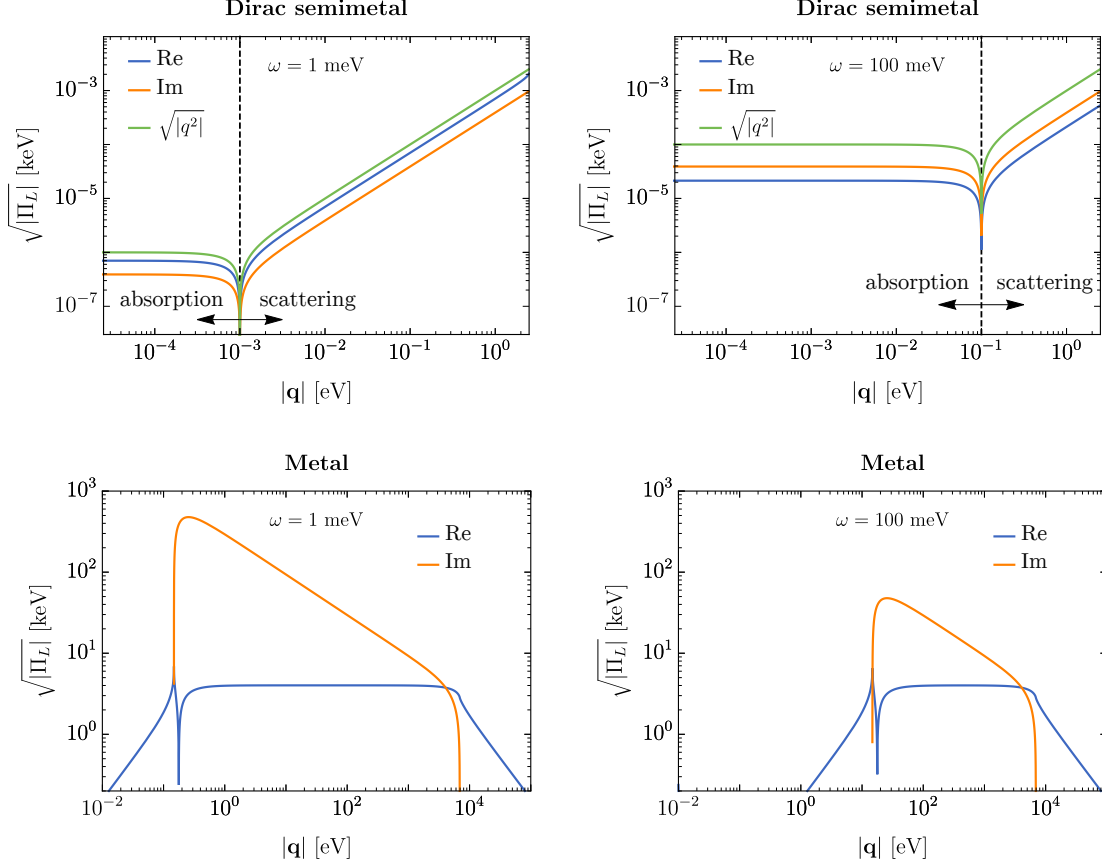 Dirac semimetal
Re
Im
√|q²|
ω = 1 meV
absorption
scattering
10⁻³
10⁻⁵
10⁻⁷
√|Π_L| [keV]
10⁻⁴ 10⁻³ 10⁻² 10⁻¹ 10⁰
|q| [eV]
Dirac semimetal
Re
Im
√|q²|
ω = 100 meV
absorption
scattering
10⁻³
10⁻⁵
10⁻⁷
√|Π_L| [keV]
10⁻⁴ 10⁻³ 10⁻² 10⁻¹ 10⁰
|q| [eV]
Metal
ω = 1 meV
Re
Im
10³
10²
10¹
10⁰
√|Π_L| [keV]
10⁻² 10⁰ 10² 10⁴
|q| [eV]
Metal
ω = 100 meV
Re
Im
10³
10²
10¹
10⁰
√|Π_L| [keV]
10⁻² 10⁰ 10² 10⁴
|q| [eV]